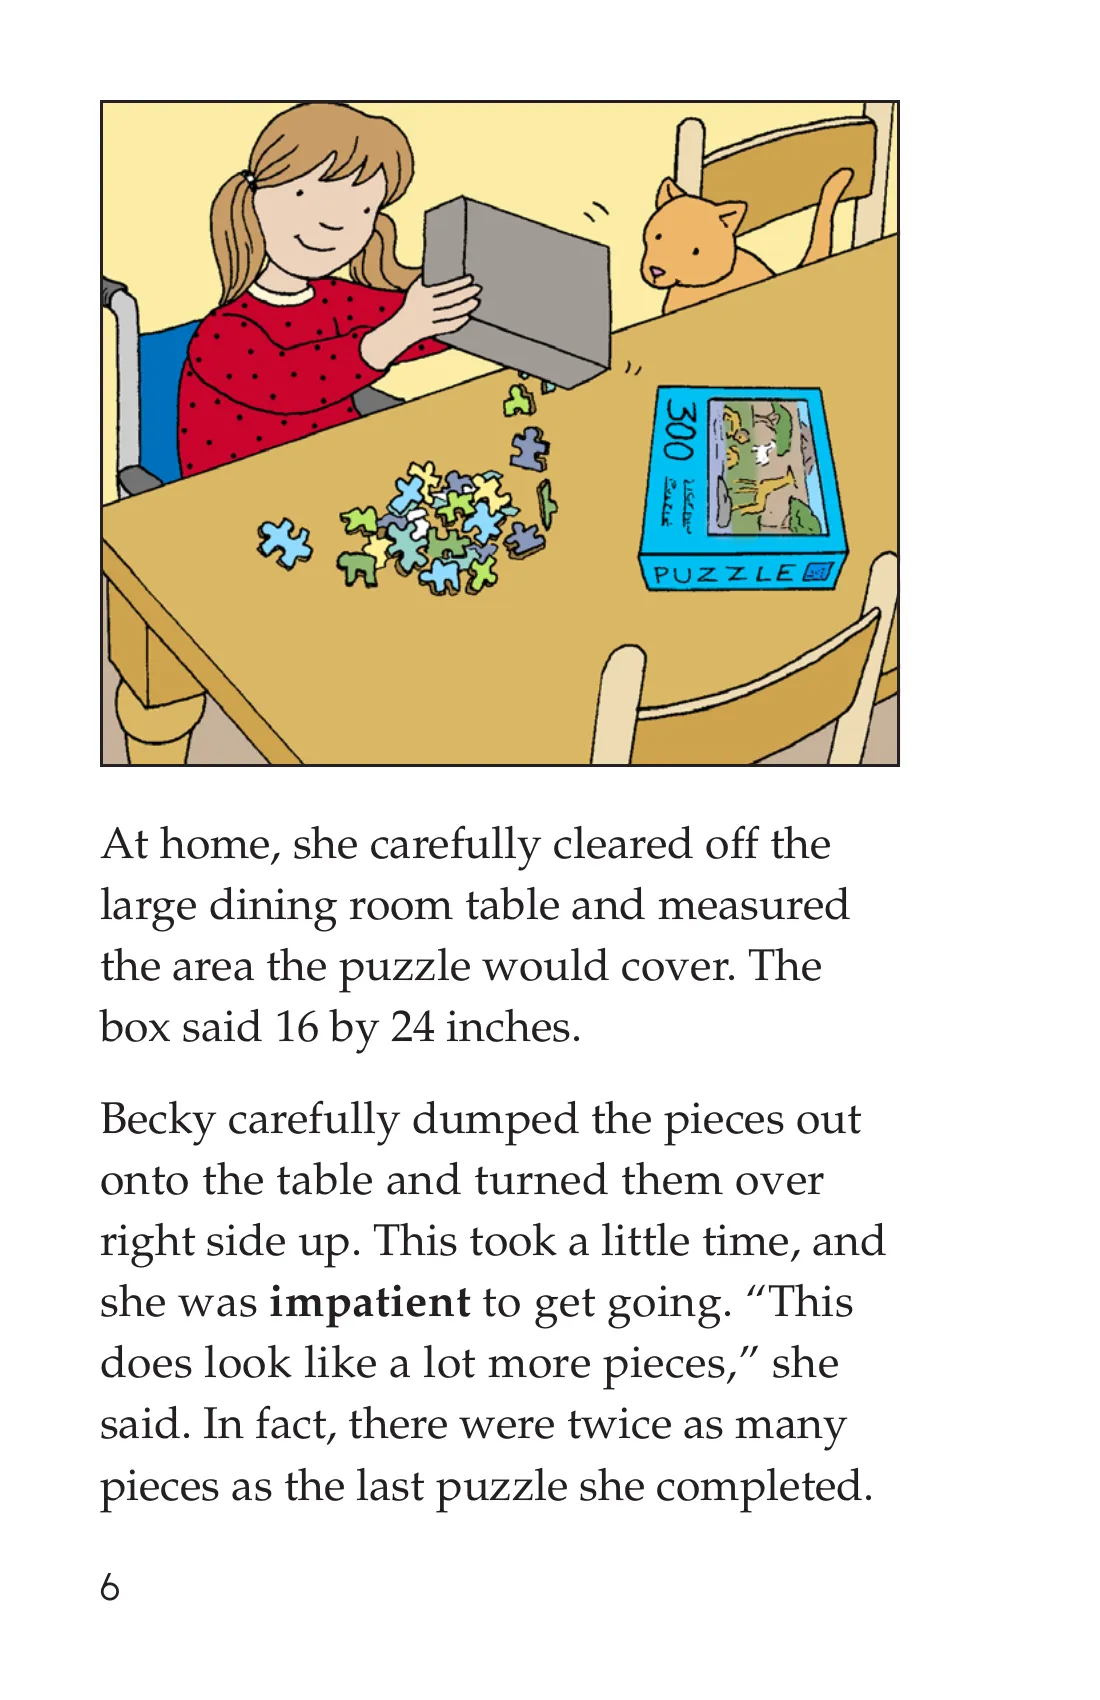 300
JIGSAW
PUZZLE
PUZZLE
At home, she carefully cleared off the
large dining room table and measured
the area the puzzle would cover. The
box said 16 by 24 inches.
Becky carefully dumped the pieces out
onto the table and turned them over
right side up. This took a little time, and
she was impatient to get going. “This
does look like a lot more pieces,” she
said. In fact, there were twice as many
pieces as the last puzzle she completed.
6